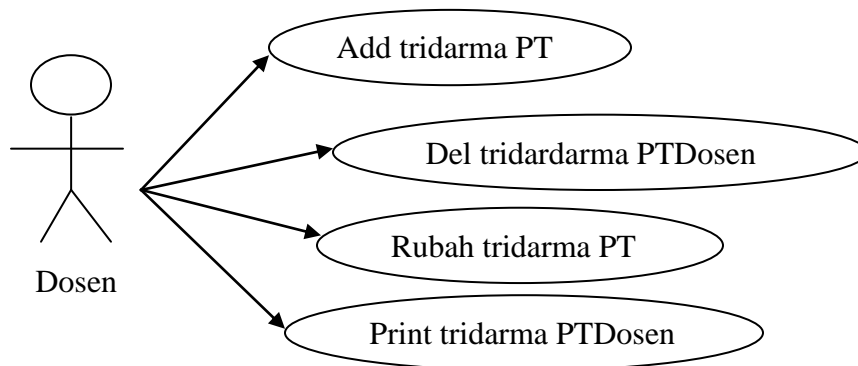 Add tridarma PT
Del tridardarma PTDosen
Rubah tridarma PT
Dosen
Print tridarma PTDosen